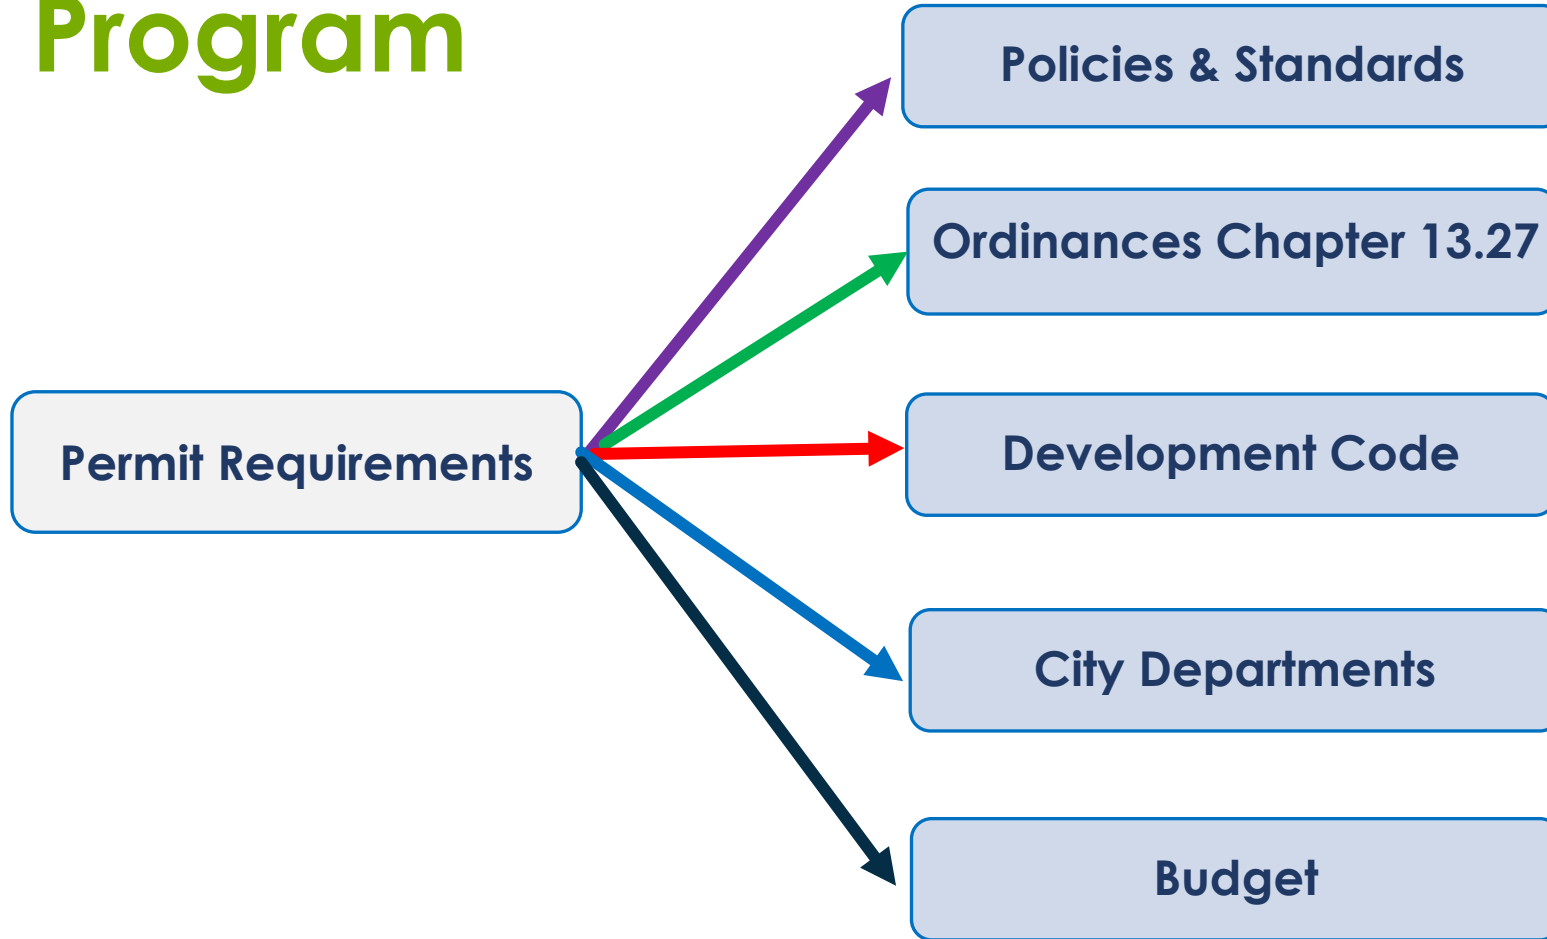 Program
Policies & Standards
Ordinances Chapter 13.27
Permit Requirements
Development Code
City Departments
Budget